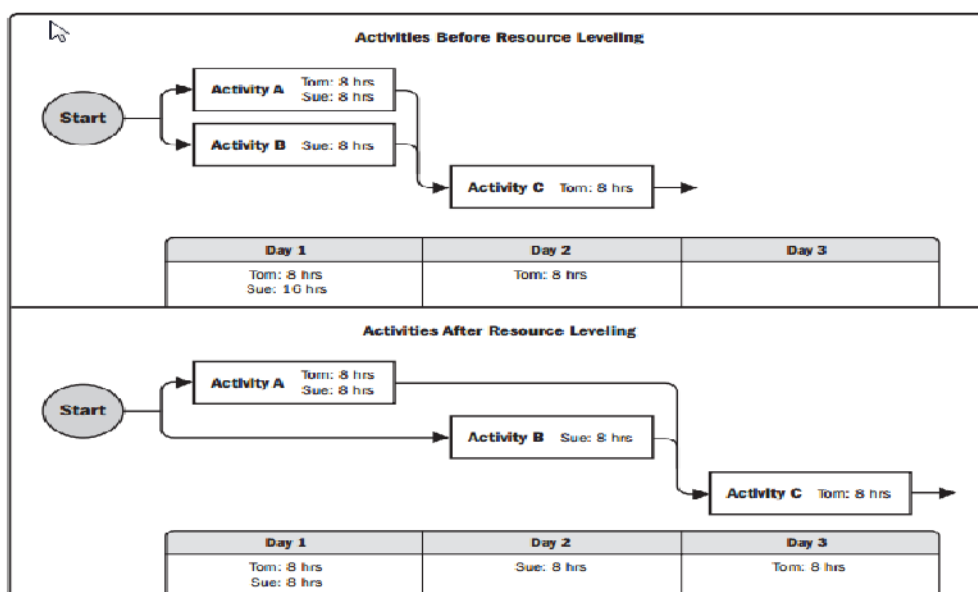 Activities Before Resource Leveling
Start
Activity A
Tom: 8 hrs
Sue: 8 hrs
Activity B Sue: 8 hrs
Activity C Tom: 8 hrs
Day 1 Day 2 Day 3
Tom: 8 hrs Tom: 8 hrs
Sue: 16 hrs
Activities After Resource Leveling
Start
Activity A
Tom: 8 hrs
Sue: 8 hrs
Activity B Sue: 8 hrs
Activity C Tom: 8 hrs
Day 1 Day 2 Day 3
Tom: 8 hrs Sue: 8 hrs Tom: 8 hrs
Sue: 8 hrs